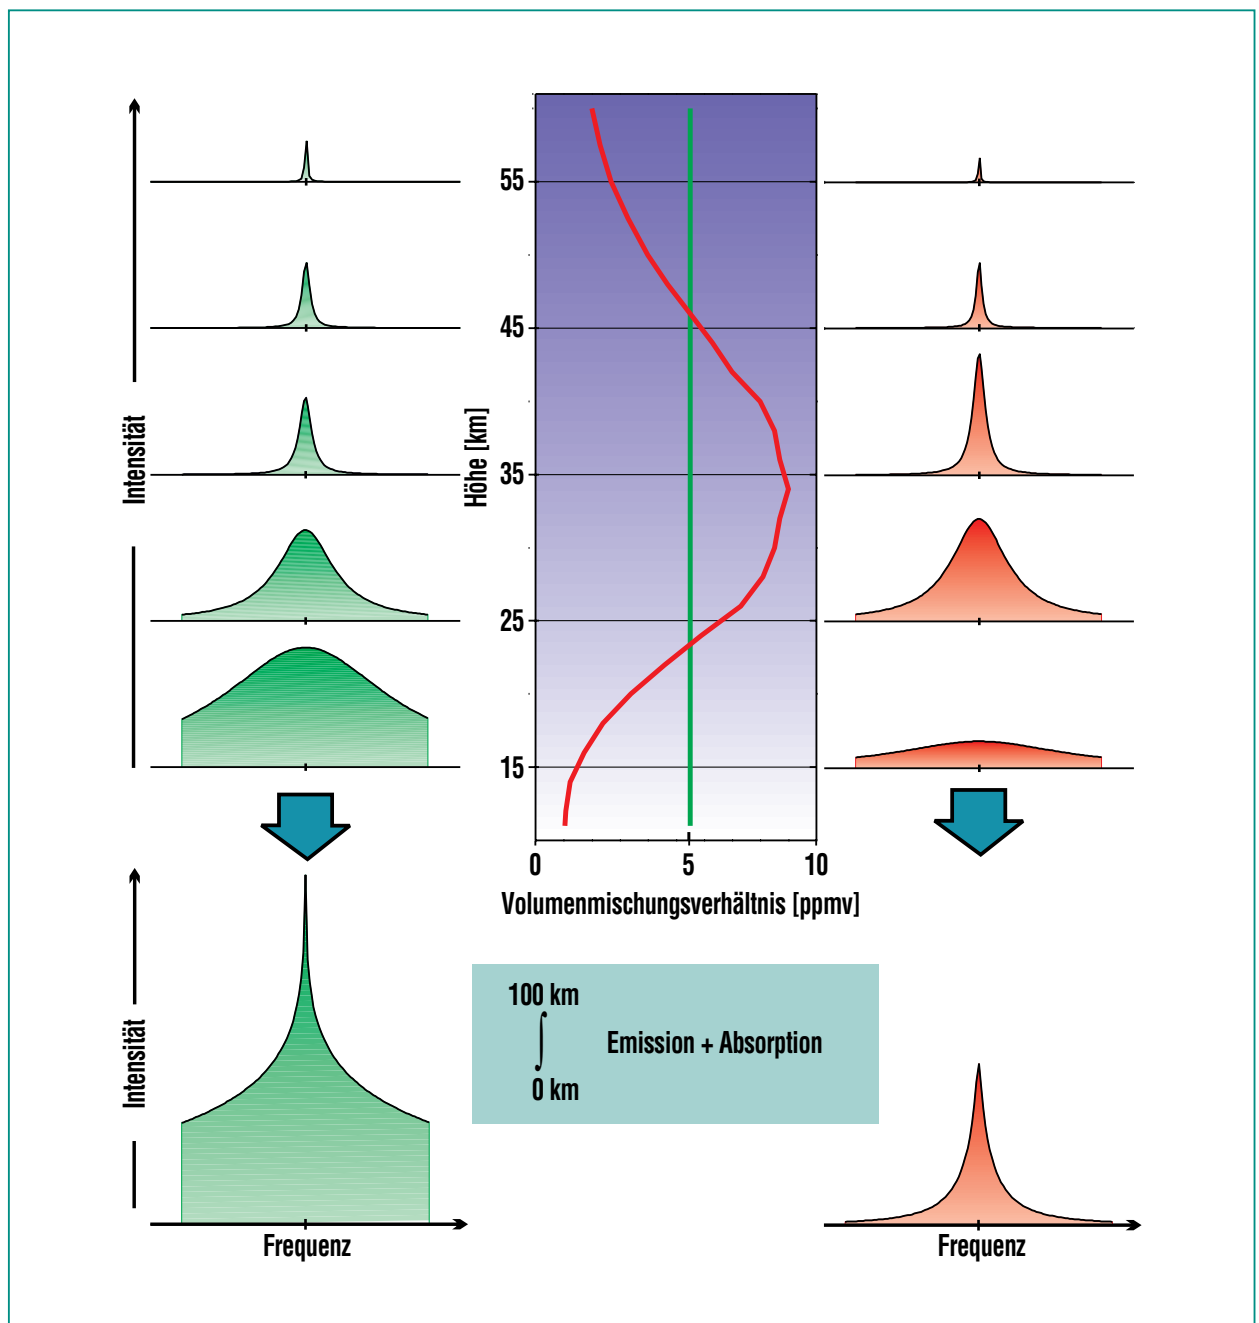 Intensität
Höhe [km]
55
45
35
25
15
0
5
10
Volumenmischungsverhältnis [ppmv]
Intensität
100 km
∫
Emission + Absorption
0 km
Frequenz
Frequenz